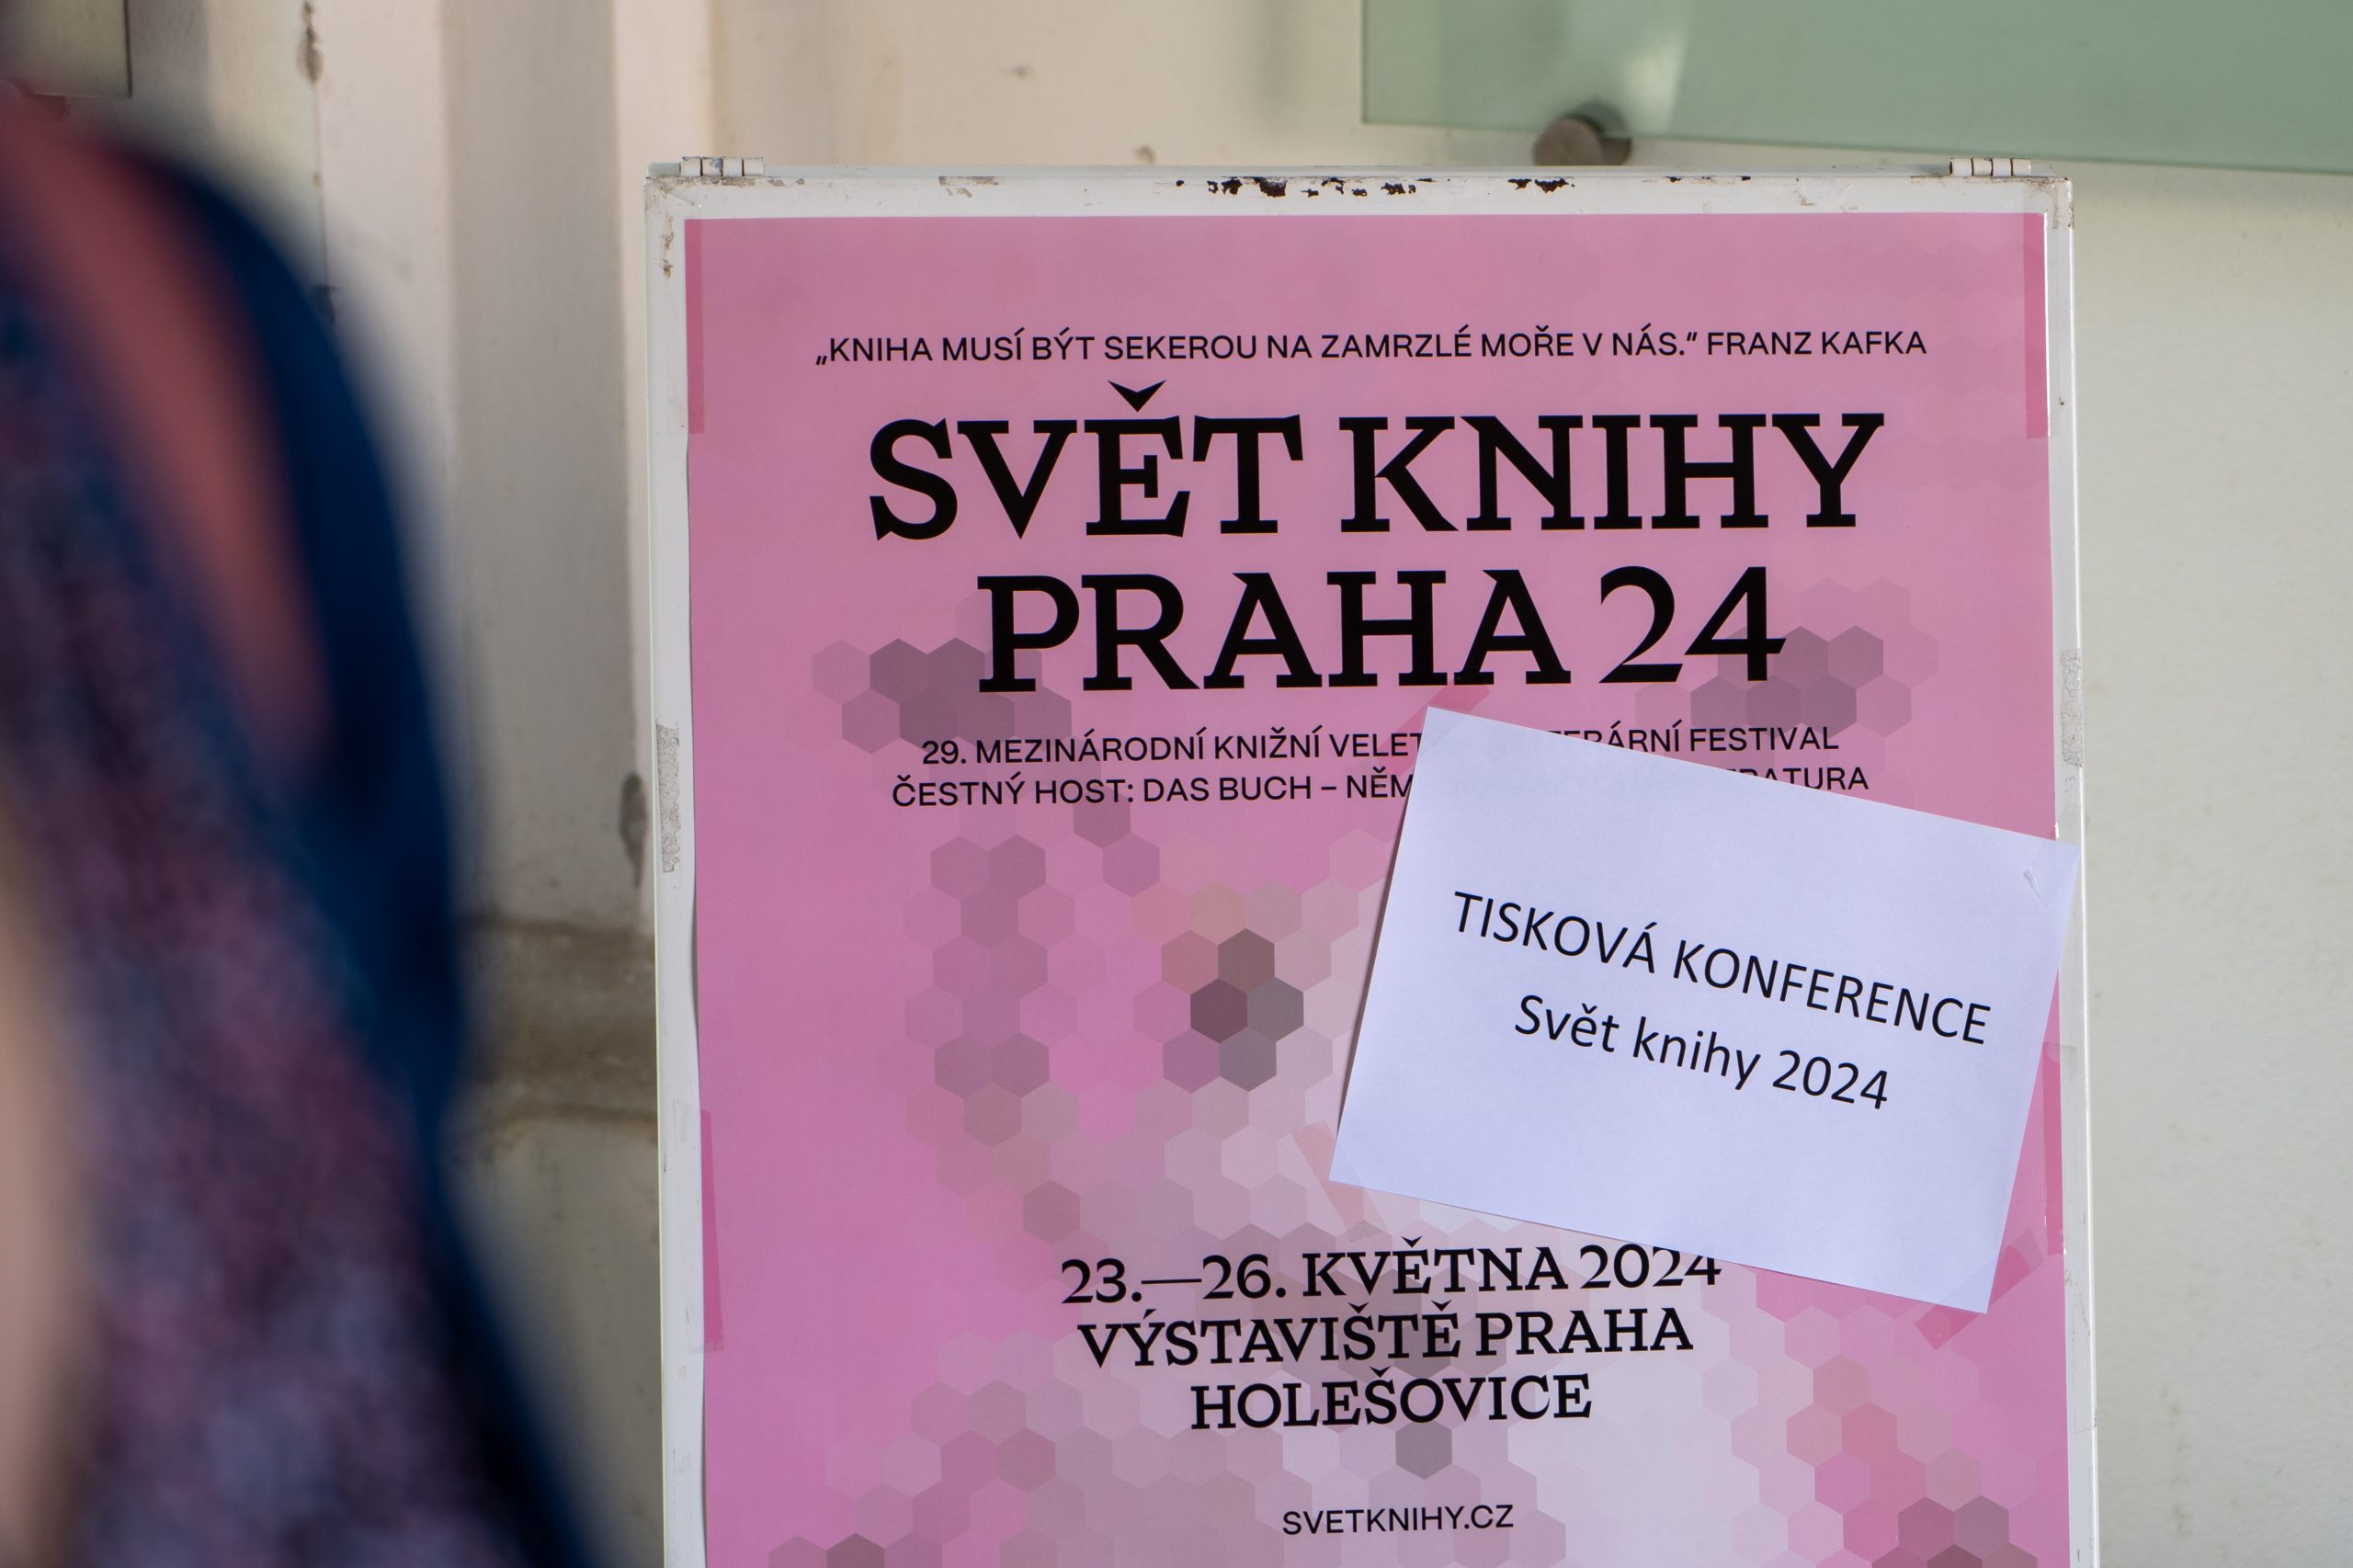 „KNIHA MUSÍ BÝT SEKEROU NA ZAMRZLÉ MOŘE V NÁS.“ FRANZ KAFKA
SVĚT KNIHY
PRAHA 24
29. MEZINÁRODNÍ KNIŽNÍ FESTIVAL
ČESTNÝ HOST: DAS BUCH –
TISKOVÁ KONFERENCE
Svět knihy 2024
23.—26. KVĚTNA 2024
VÝSTAVIŠTĚ PRAHA
HOLEŠOVICE
SVETKNIHY.CZ